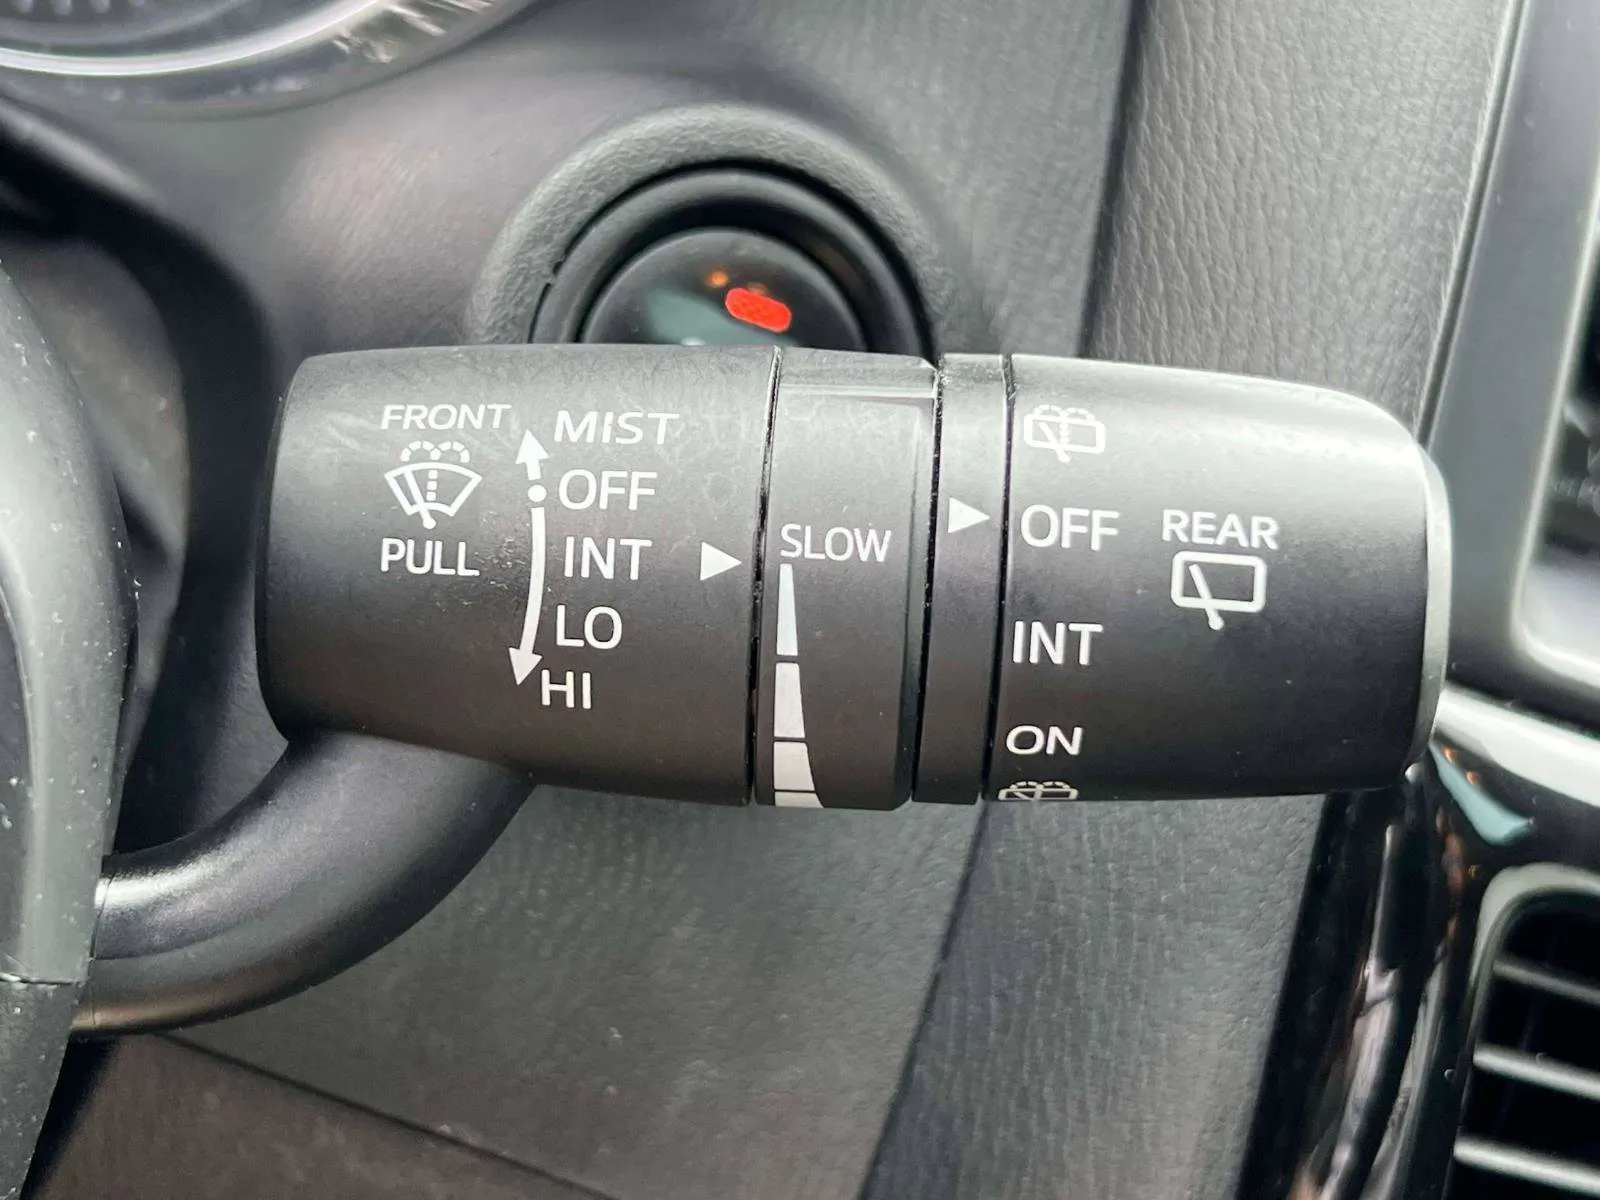 FRONT
PULL
MIST
OFF
INT
LO
HI
SLOW
OFF
INT
ON
REAR